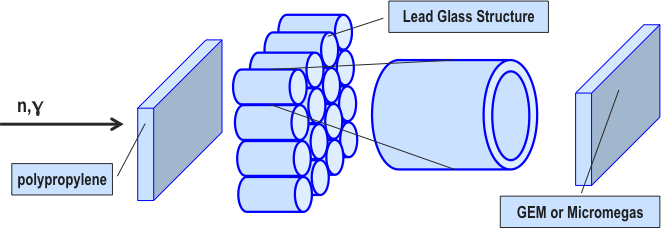 Lead Glass Structure
n,γ
polypropylene
GEM or Micromegas